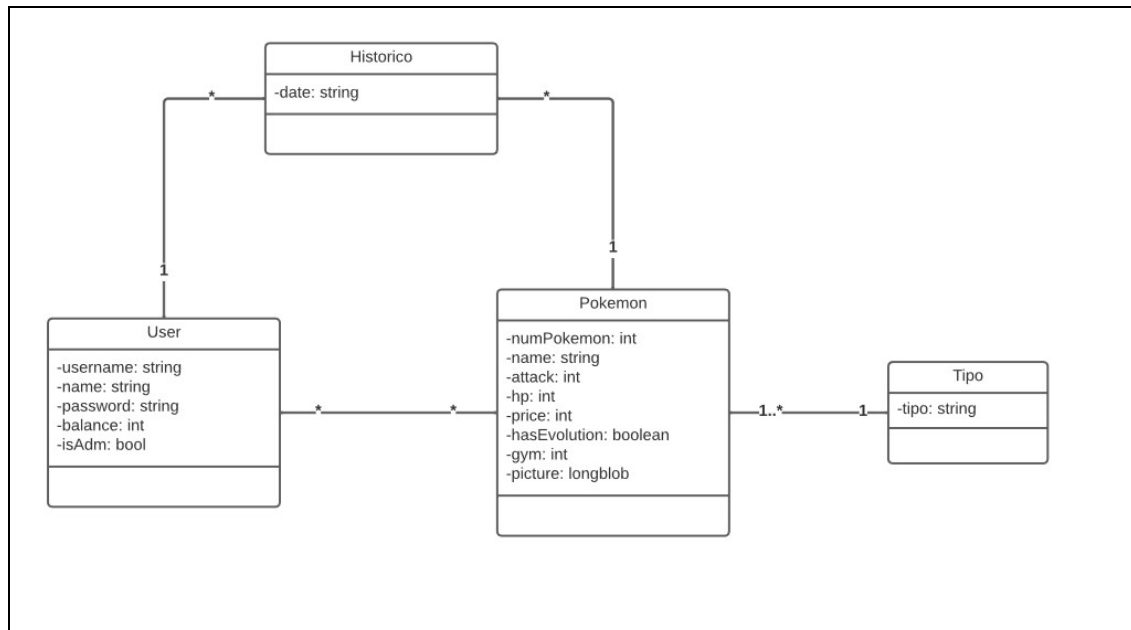 Historico
-date: string
*
*
1
1
User
-username: string
-name: string
-password: string
-balance: int
-isAdm: bool
*
*
Pokemon
-numPokemon: int
-name: string
-attack: int
-hp: int
-price: int
-hasEvolution: boolean
-gym: int
-picture: longblob
1..*
1
Tipo
-tipo: string